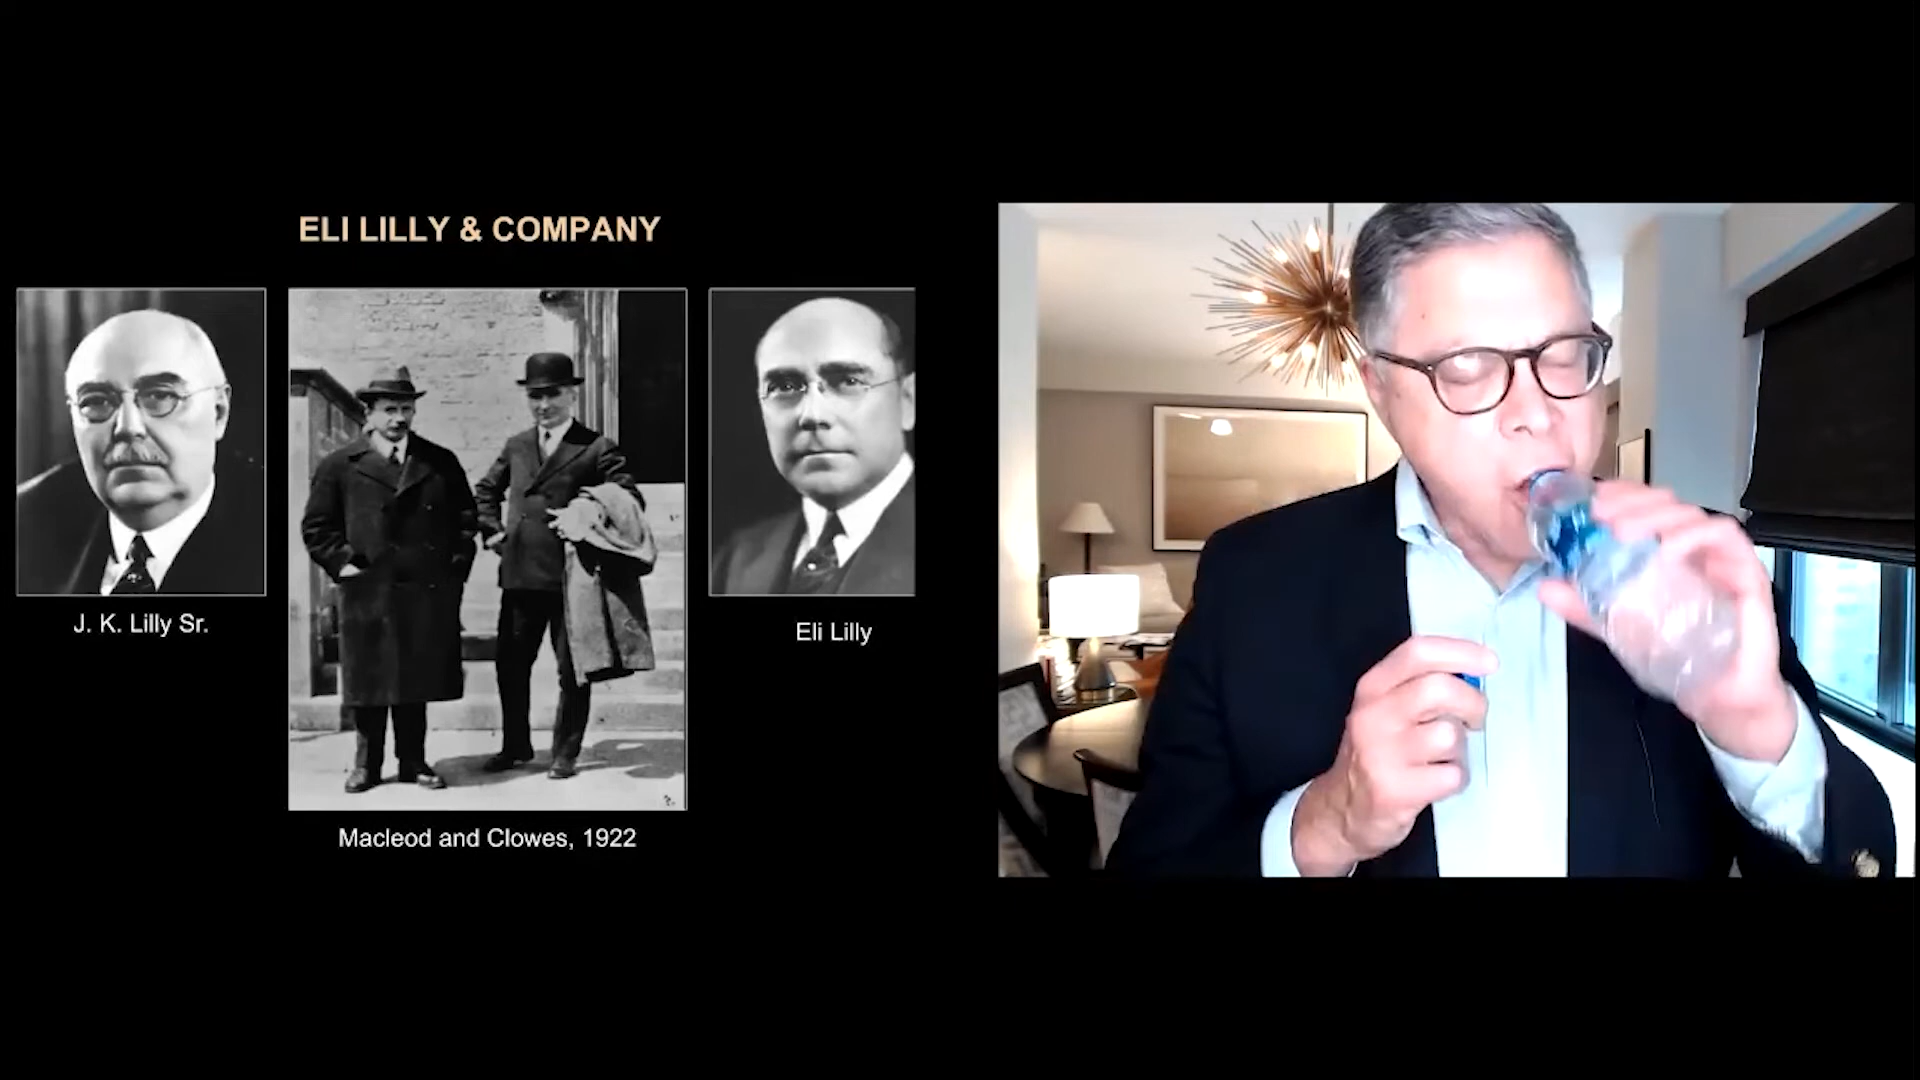 ELI LILLY & COMPANY
J. K. Lilly Sr.
Eli Lilly
Macleod and Clowes, 1922